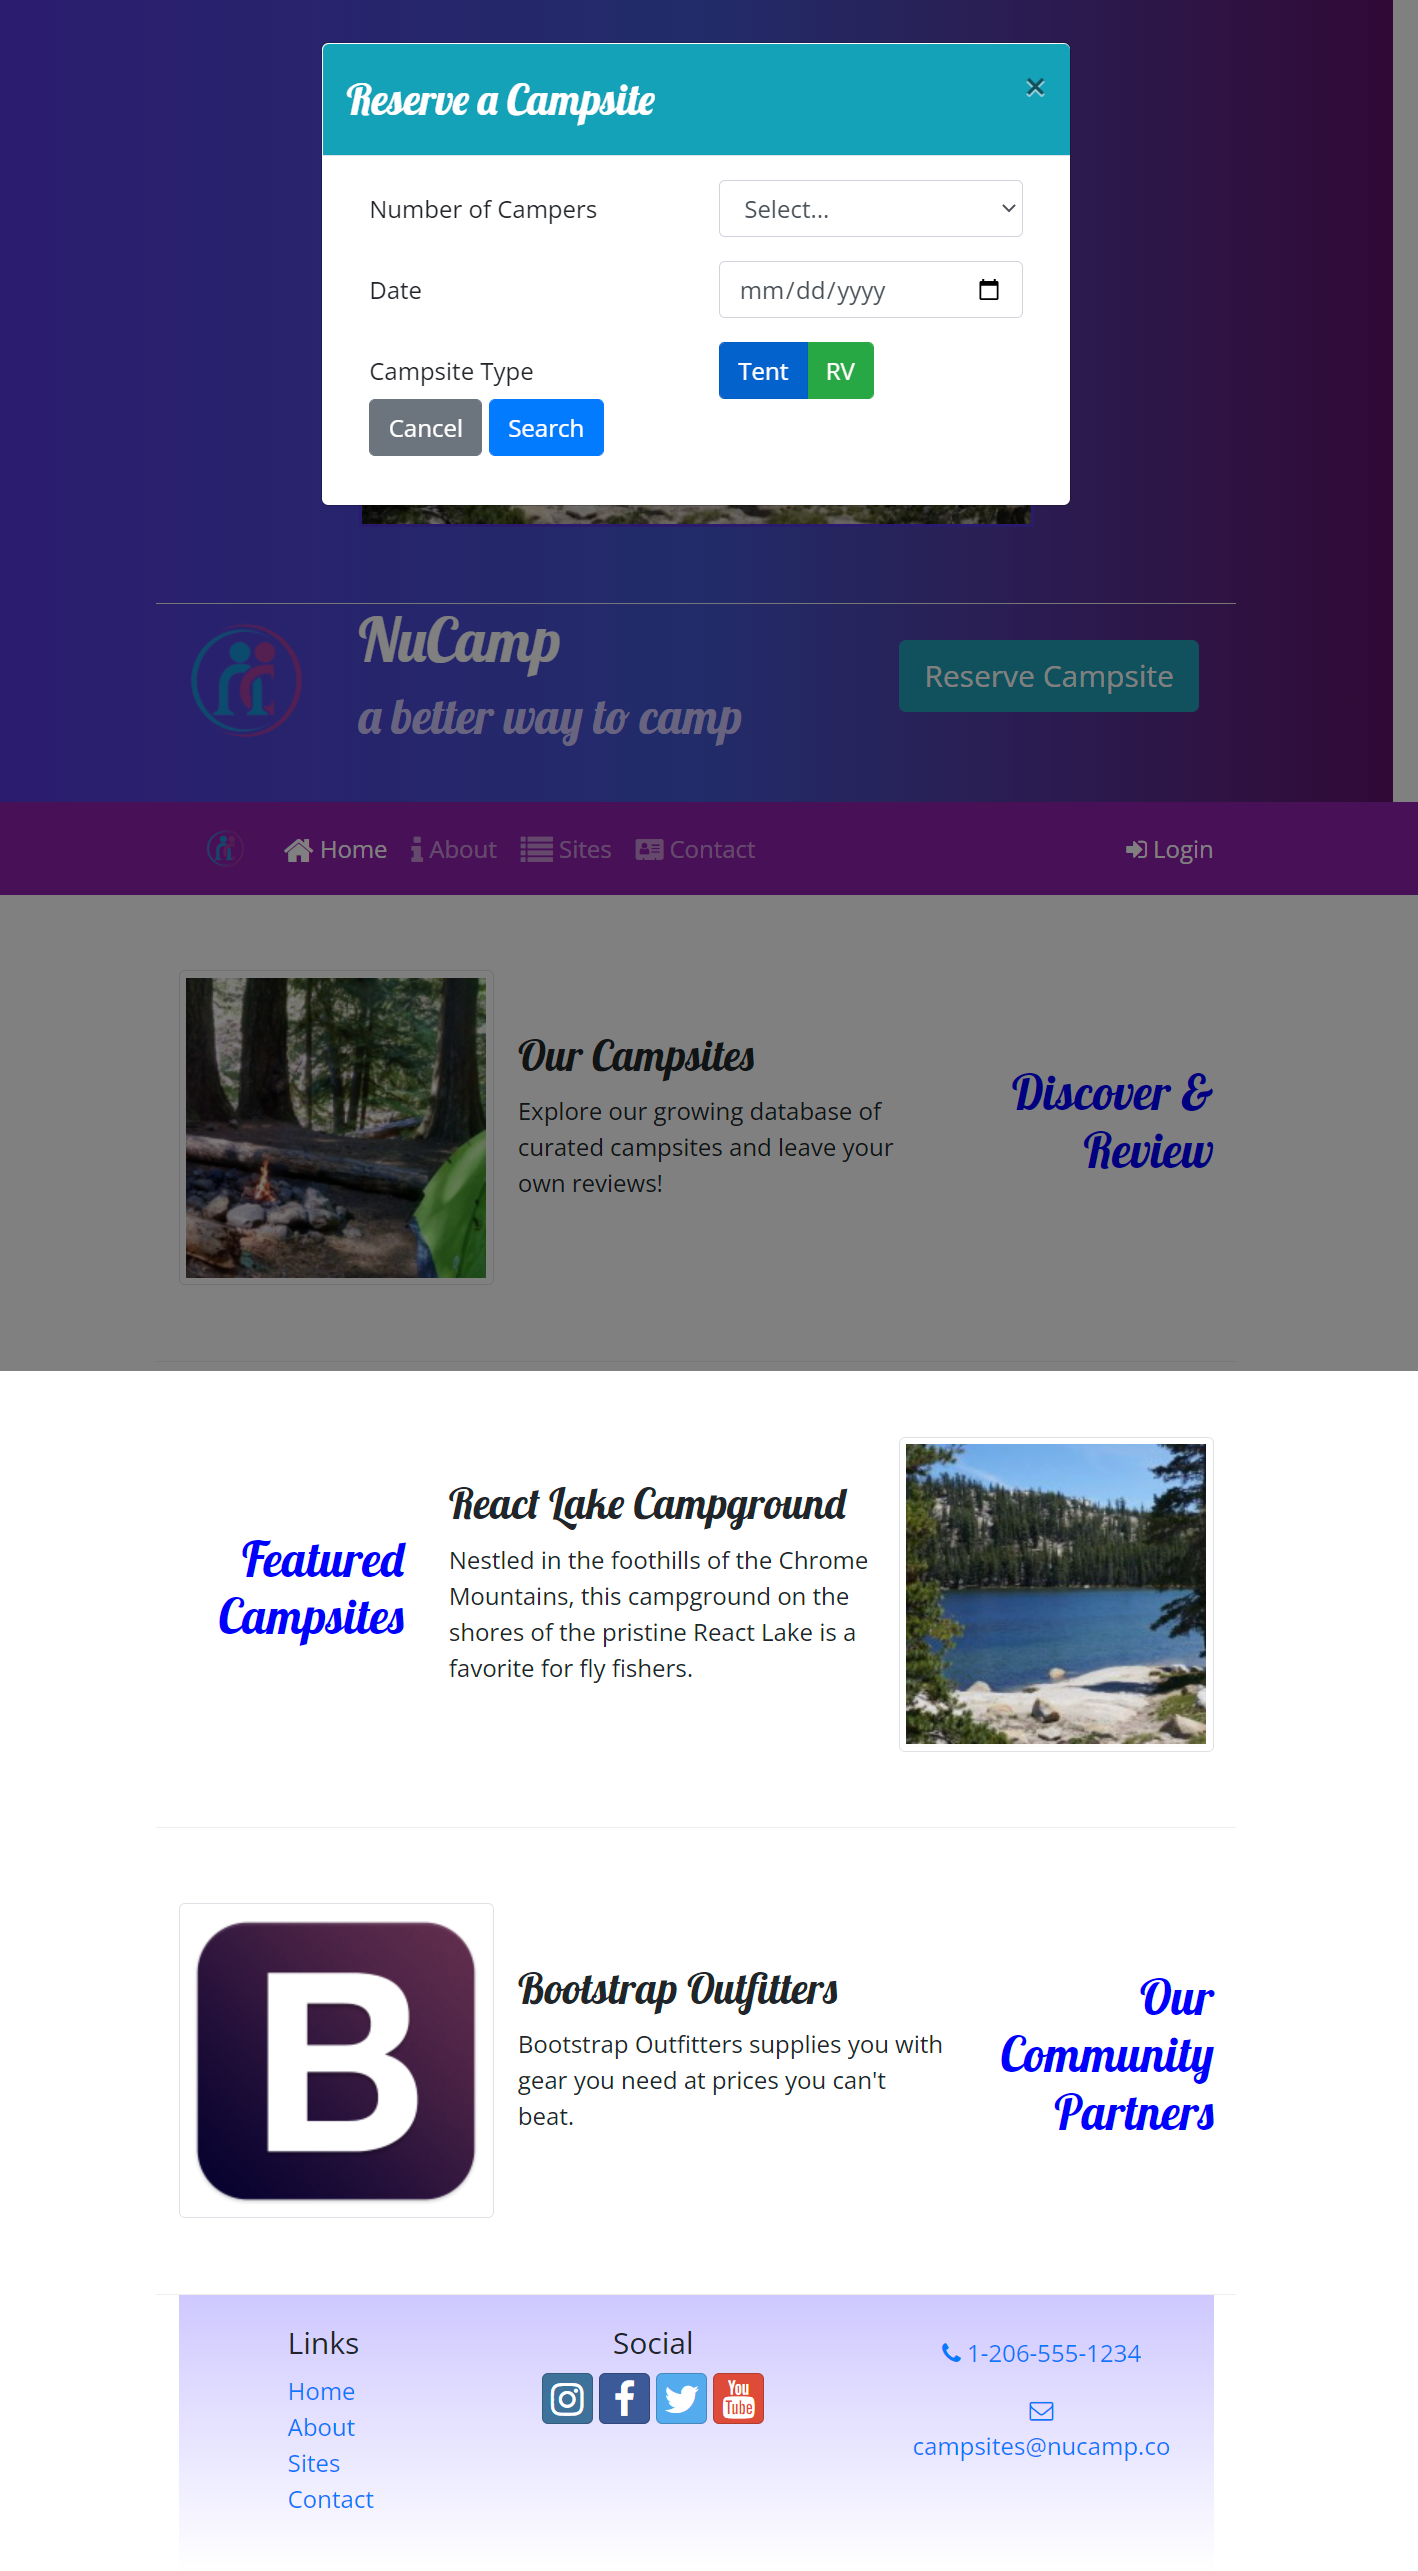 Reserve a Campsite
×
Number of Campers
Select...
Date
mm/dd/yyyy
Campsite Type
Tent
RV
Cancel
Search
NuCamp
a better way to camp
Reserve Campsite
Home
About
Sites
Contact
Login
Our Campsites
Explore our growing database of
curated campsites and leave your
own reviews!
Discover &
Review
Featured
Campsites
React Lake Campground
Nestled in the foothills of the Chrome
Mountains, this campground on the
shores of the pristine React Lake is a
favorite for fly fishers.
B
Bootstrap Outfitters
Bootstrap Outfitters supplies you with
gear you need at prices you can't
beat.
Our
Community
Partners
Links
Home
About
Sites
Contact
Social
You
Tube
1-206-555-1234
campsites@nucamp.co